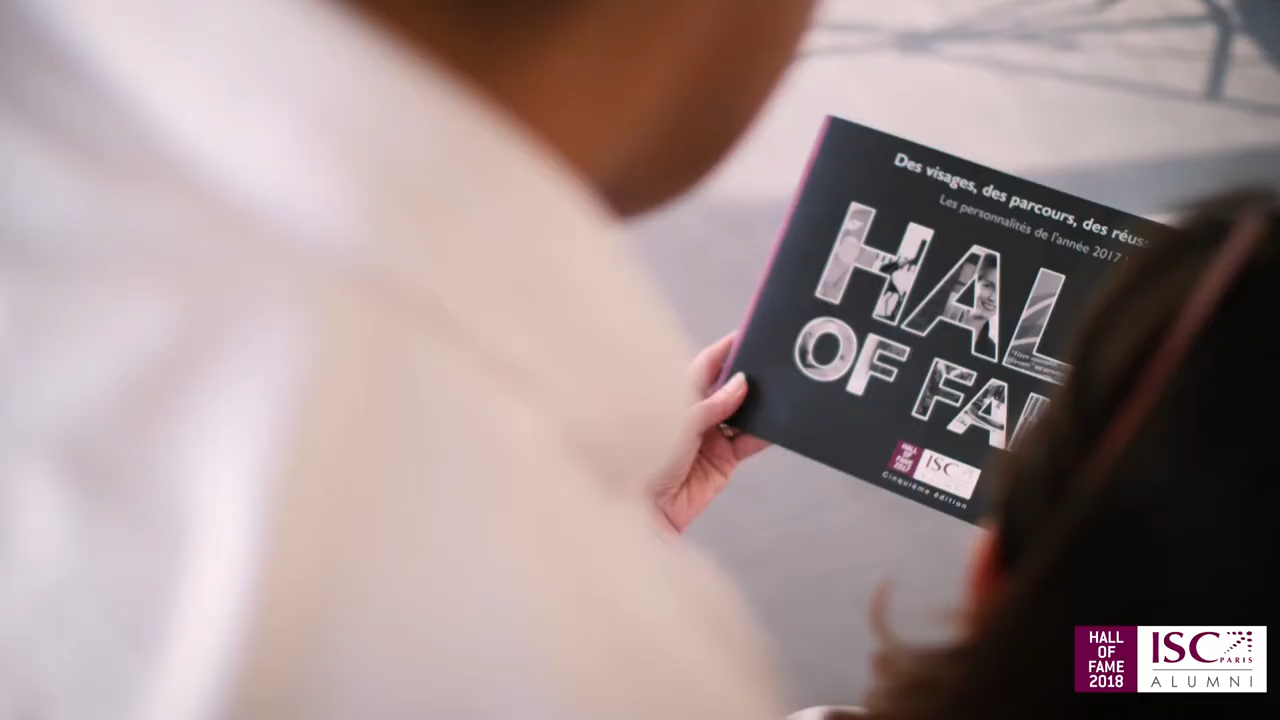 Des visages, des parcours, des réuss
Les personnalités de l'année 2017
HAL
OF FA
HALL
OF
FAME
2017
ISC
Cinquième édition
HALL
OF
FAME
2018
ISC
PARIS
ALUMNI